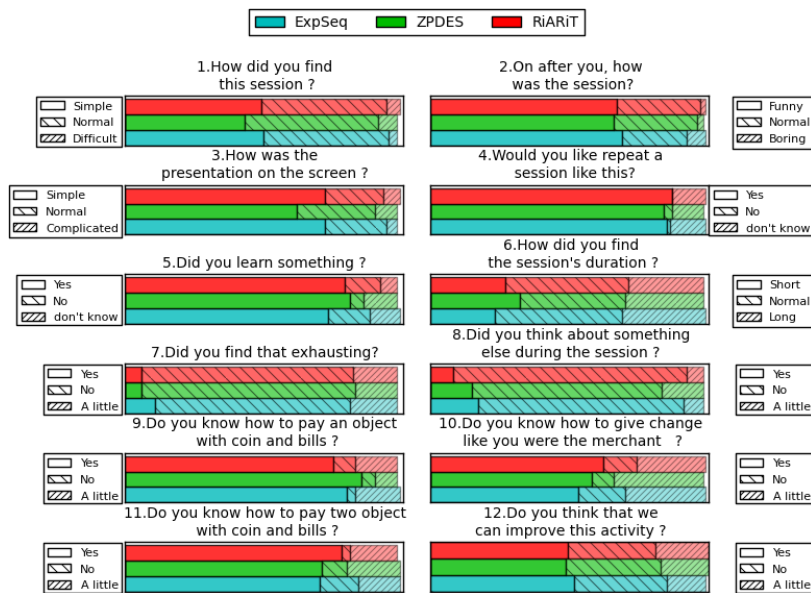 ExpSeq ZPDES RiARiT
1.How did you find
this session ?
Simple
Normal
Difficult
2.On after you, how
was the session?
Funny
Normal
Boring
3.How was the
presentation on the screen ?
Simple
Normal
Complicated
4.Would you like repeat a
session like this?
Yes
No
don't know
5.Did you learn something ?
Yes
No
don't know
6.How did you find
the session's duration ?
Short
Normal
Long
7.Did you find that exhausting?
Yes
No
A little
8.Did you think about something
else during the session ?
Yes
No
A little
9.Do you know how to pay an object
with coin and bills ?
Yes
No
A little
10.Do you know how to give change
like you were the merchant ?
Yes
No
A little
11.Do you know how to pay two object
with coin and bills ?
Yes
No
A little
12.Do you think that we
can improve this activity ?
Yes
No
A little